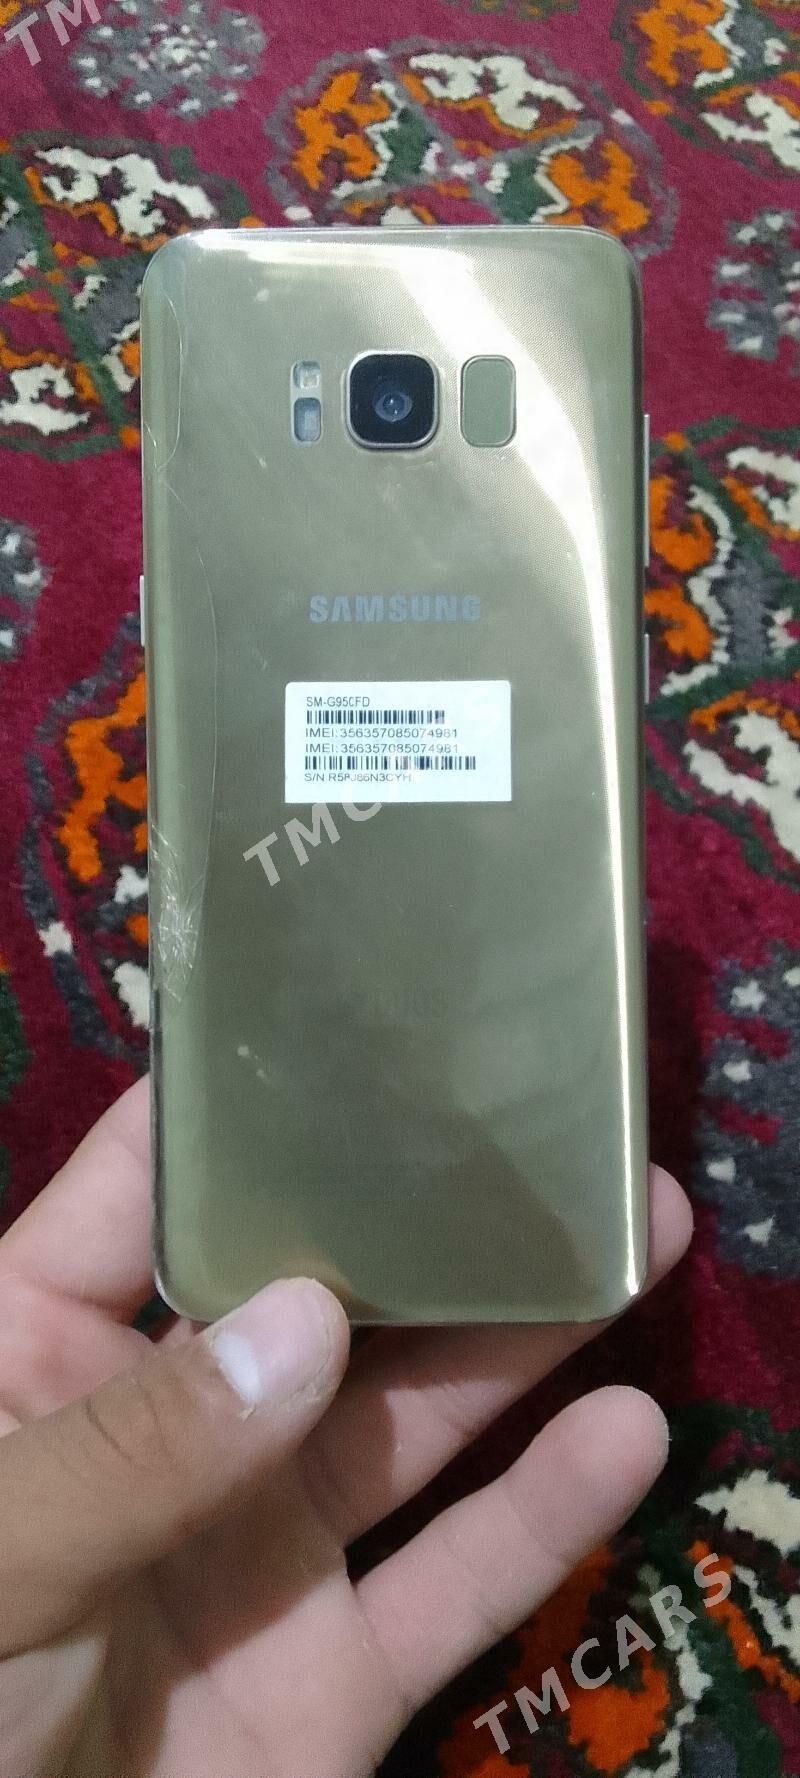 TM
SAMSUNG
SM-G950FD
IMEI:356357085074981
IMEI:356357085074981
S/N R58J86N3CYH
TMCARS
TMCARS